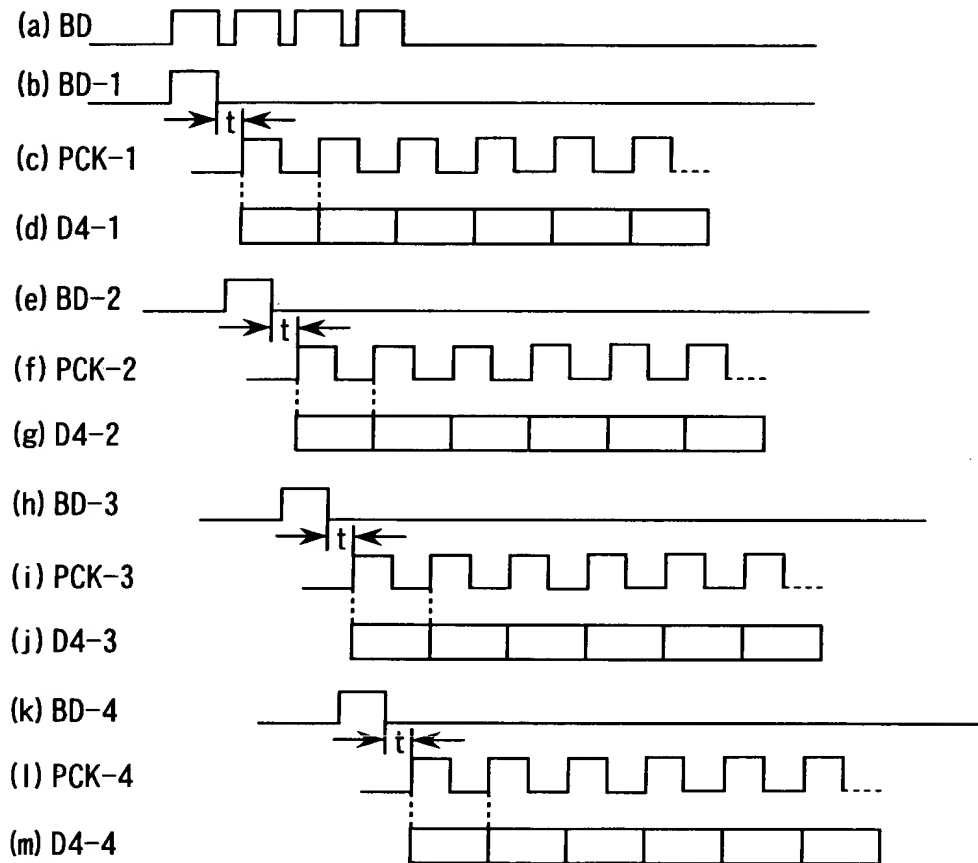 (a) BD
(b) BD-1
t
(c) PCK-1
(d) D4-1
(e) BD-2
t
(f) PCK-2
(g) D4-2
(h) BD-3
t
(i) PCK-3
(j) D4-3
(k) BD-4
t
(l) PCK-4
(m) D4-4